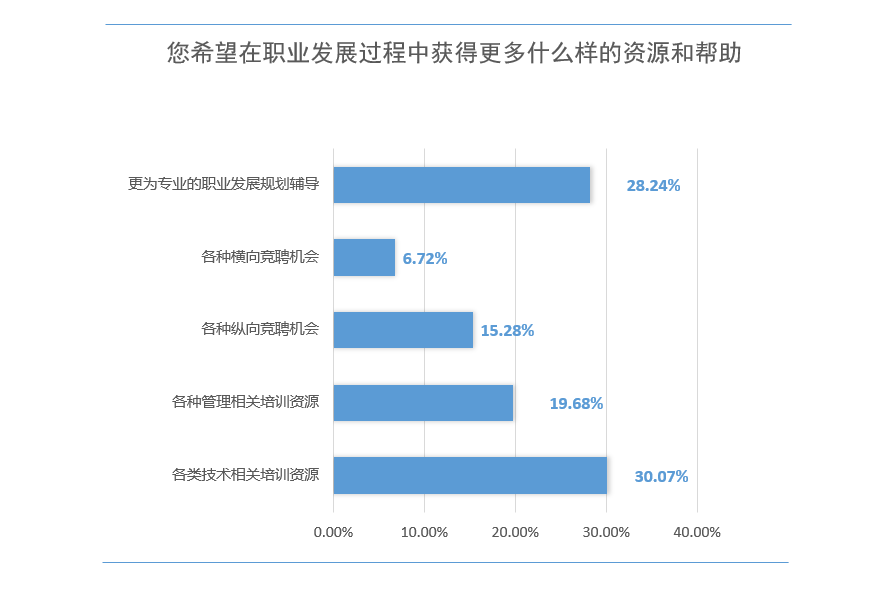 您希望在职业发展过程中获得更多什么样的资源和帮助
更为专业的职业发展规划辅导
28.24%
各种横向竞聘机会
6.72%
各种纵向竞聘机会
15.28%
各种管理相关培训资源
19.68%
各类技术相关培训资源
30.07%
0.00% 10.00% 20.00% 30.00% 40.00%